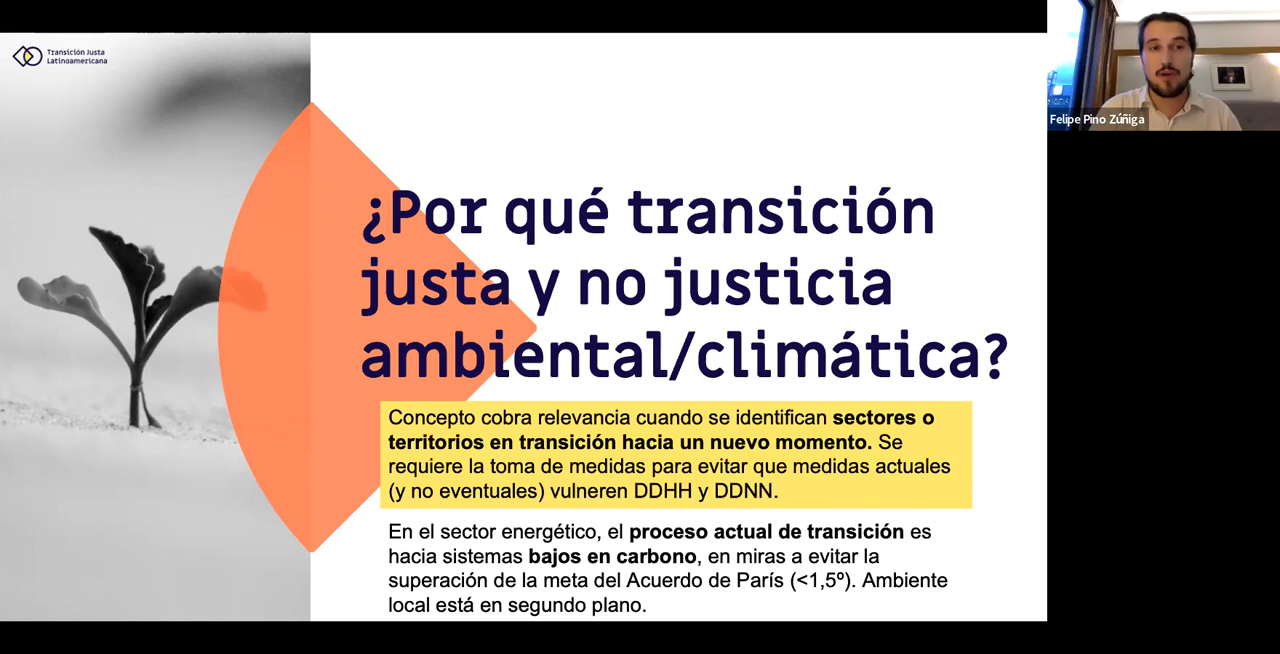 Transición Justa
Latinoamericana
Felipe Pino Zúñiga
¿Por qué transición
justa y no justicia
ambiental/climática?
Concepto cobra relevancia cuando se identifican sectores o
territorios en transición hacia un nuevo momento. Se
requiere la toma de medidas para evitar que medidas actuales
(y no eventuales) vulneren DDHH y DDNN.
En el sector energético, el proceso actual de transición es
hacia sistemas bajos en carbono, en miras a evitar la
superación de la meta del Acuerdo de París (<1,5º). Ambiente
local está en segundo plano.